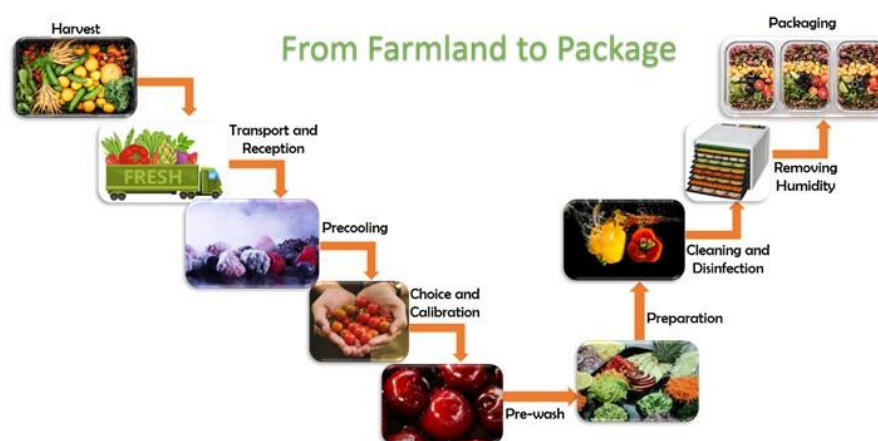 Harvest
From Farmland to Package
Packaging
Transport and
Reception
FRESH
Precooling
Choice and
Calibration
Pre-wash
Preparation
Cleaning and
Disinfection
Removing
Humidity